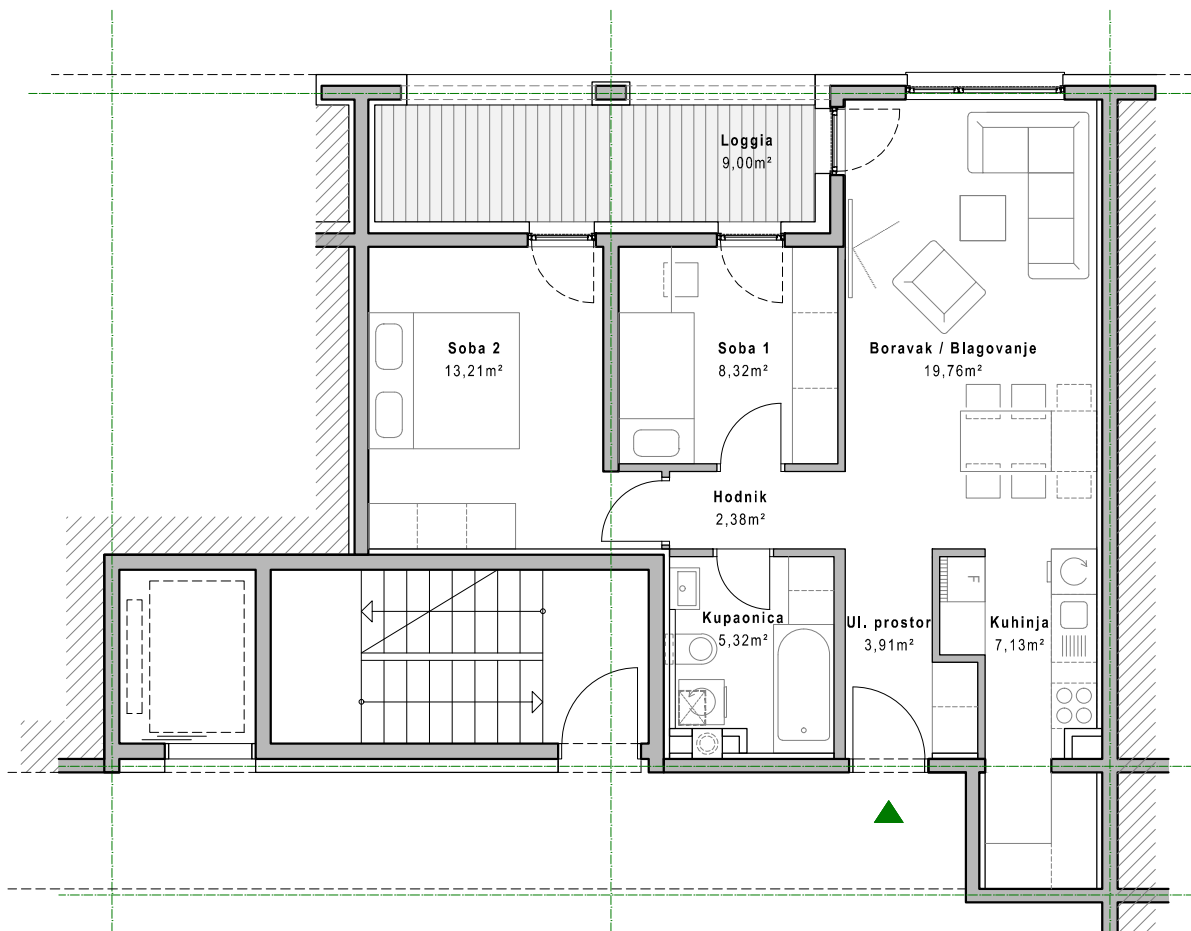 Loggia
9,00m²
Soba 2
13,21m²
Soba 1
8,32m²
Boravak / Blagovanje
19,76m²
Hodnik
2,38m²
F
Kupaonica
5,32m²
Ul. prostor
3,91m²
Kuhinja
7,13m²